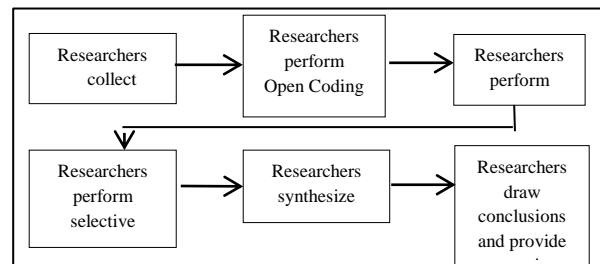 Researchers
collect
Researchers
perform
Open Coding
Researchers
perform
Researchers
perform
selective
Researchers
synthesize
Researchers
draw
conclusions
and provide